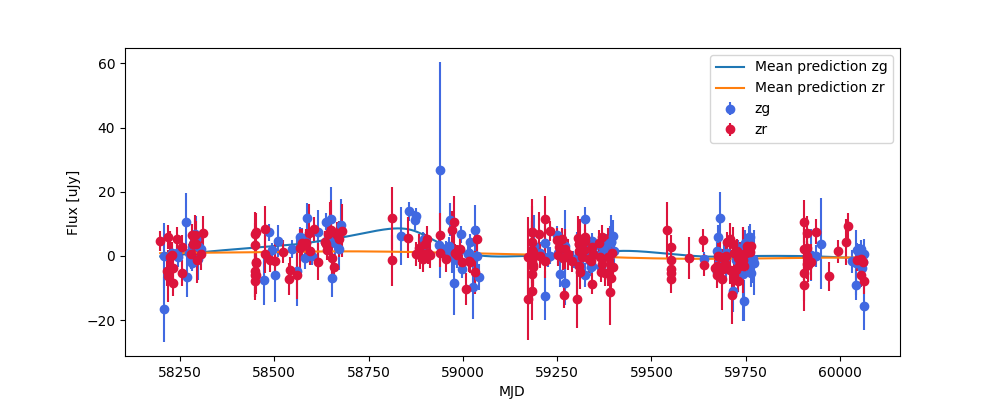 Mean prediction zg
Mean prediction zr
zg
zr
60
40
20
0
−20
Flux [uJy]
58250 58500 58750 59000 59250 59500 59750 60000
MJD